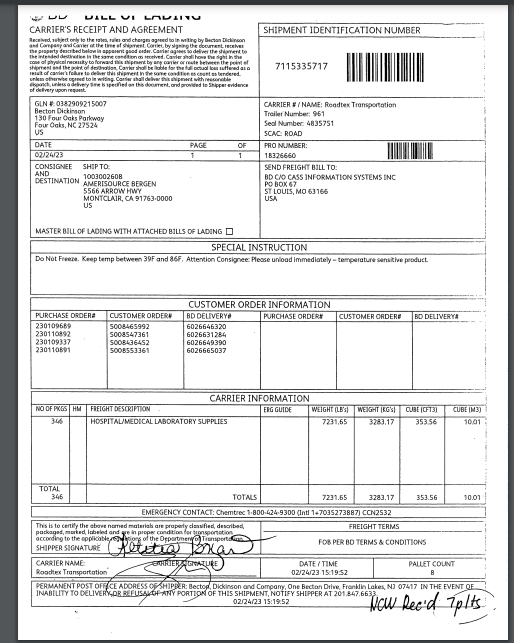 BD BILL OF LADING
CARRIER'S RECEIPT AND AGREEMENT
Received, subject only to the rates, rules and charges agreed to in writing by Becton Dickinson
and Company and Carrier at the time of shipment. Carrier, by signing the document, receives
the property described below in apparent good order. Carrier agrees to deliver the shipment to
the intended destination in the same condition as received. Carrier shall have the right in the
case of physical necessity to forward this shipment by any carrier or route between the point of
shipment and the point of destination. Carrier shall be liable for the full actual loss suffered as a
result of carrier's failure to deliver this shipment in the same condition as count as tendered,
unless otherwise agreed to in writing. Carrier shall deliver this shipment with reasonable
dispatch, unless a delivery time is specified on this document, and provided to Shipper evidence
of delivery upon request.
SHIPMENT IDENTIFICATION NUMBER
7115335717
GLN #: 0382909215007
Becton Dickinson
130 Four Oaks Parkway
Four Oaks, NC 27524
US
CARRIER # / NAME: Roadtex Transportation
Trailer Number: 961
Seal Number: 4835751
SCAC: ROAD
DATE PAGE OF
02/24/23 1 1
PRO NUMBER:
18326660
CONSIGNEE AND DESTINATION
SHIP TO:
1003002608
AMERISOURCE BERGEN
5566 ARROW HWY
MONTCLAIR, CA 91763-0000
US
SEND FREIGHT BILL TO:
BD C/O CASS INFORMATION SYSTEMS INC
PO BOX 67
ST LOUIS, MO 63166
USA
MASTER BILL OF LADING WITH ATTACHED BILLS OF LADING
SPECIAL INSTRUCTION
Do Not Freeze. Keep temp between 39F and 86F. Attention Consignee: Please unload immediately – temperature sensitive product.
CUSTOMER ORDER INFORMATION
PURCHASE ORDER# CUSTOMER ORDER# BD DELIVERY# PURCHASE ORDER# CUSTOMER ORDER# BD DELIVERY#
230109689 5008465992 6026646320
230110892 5008547361 6026631284
230109337 5008436452 6026649390
230110891 5008553361 6026665037
CARRIER INFORMATION
NO OF PKGS HM FREIGHT DESCRIPTION ERG GUIDE WEIGHT (LB's) WEIGHT (KG's) CUBE (CFT3) CUBE (M3)
346 HOSPITAL/MEDICAL LABORATORY SUPPLIES 7231.65 3283.17 353.56 10.01
TOTAL
346 TOTALS 7231.65 3283.17 353.56 10.01
EMERGENCY CONTACT: Chemtrec 1-800-424-9300 (Intl 1+7035273887) CCN2532
This is to certify the above named materials are properly classified, described,
packaged, marked, labeled and are in proper condition for transportation,
according to the applicable regulations of the Department of Transportation.
SHIPPER SIGNATURE
FREIGHT TERMS
FOB PER BD TERMS & CONDITIONS
CARRIER NAME: CARRIER SIGNATURE
Roadtex Transportation
DATE / TIME
02/24/23 15:19:52
PALLET COUNT
8
PERMANENT POST OFFICE ADDRESS OF SHIPPER: Becton, Dickinson and Company, One Becton Drive, Franklin Lakes, NJ 07417 IN THE EVENT OF
INABILITY TO DELIVERY OR REFUSAL OF ANY PORTION OF THIS SHIPMENT, NOTIFY SHIPPER AT 201.847.6633.
02/24/23 15:19:52
NCW Rec'd 7plts